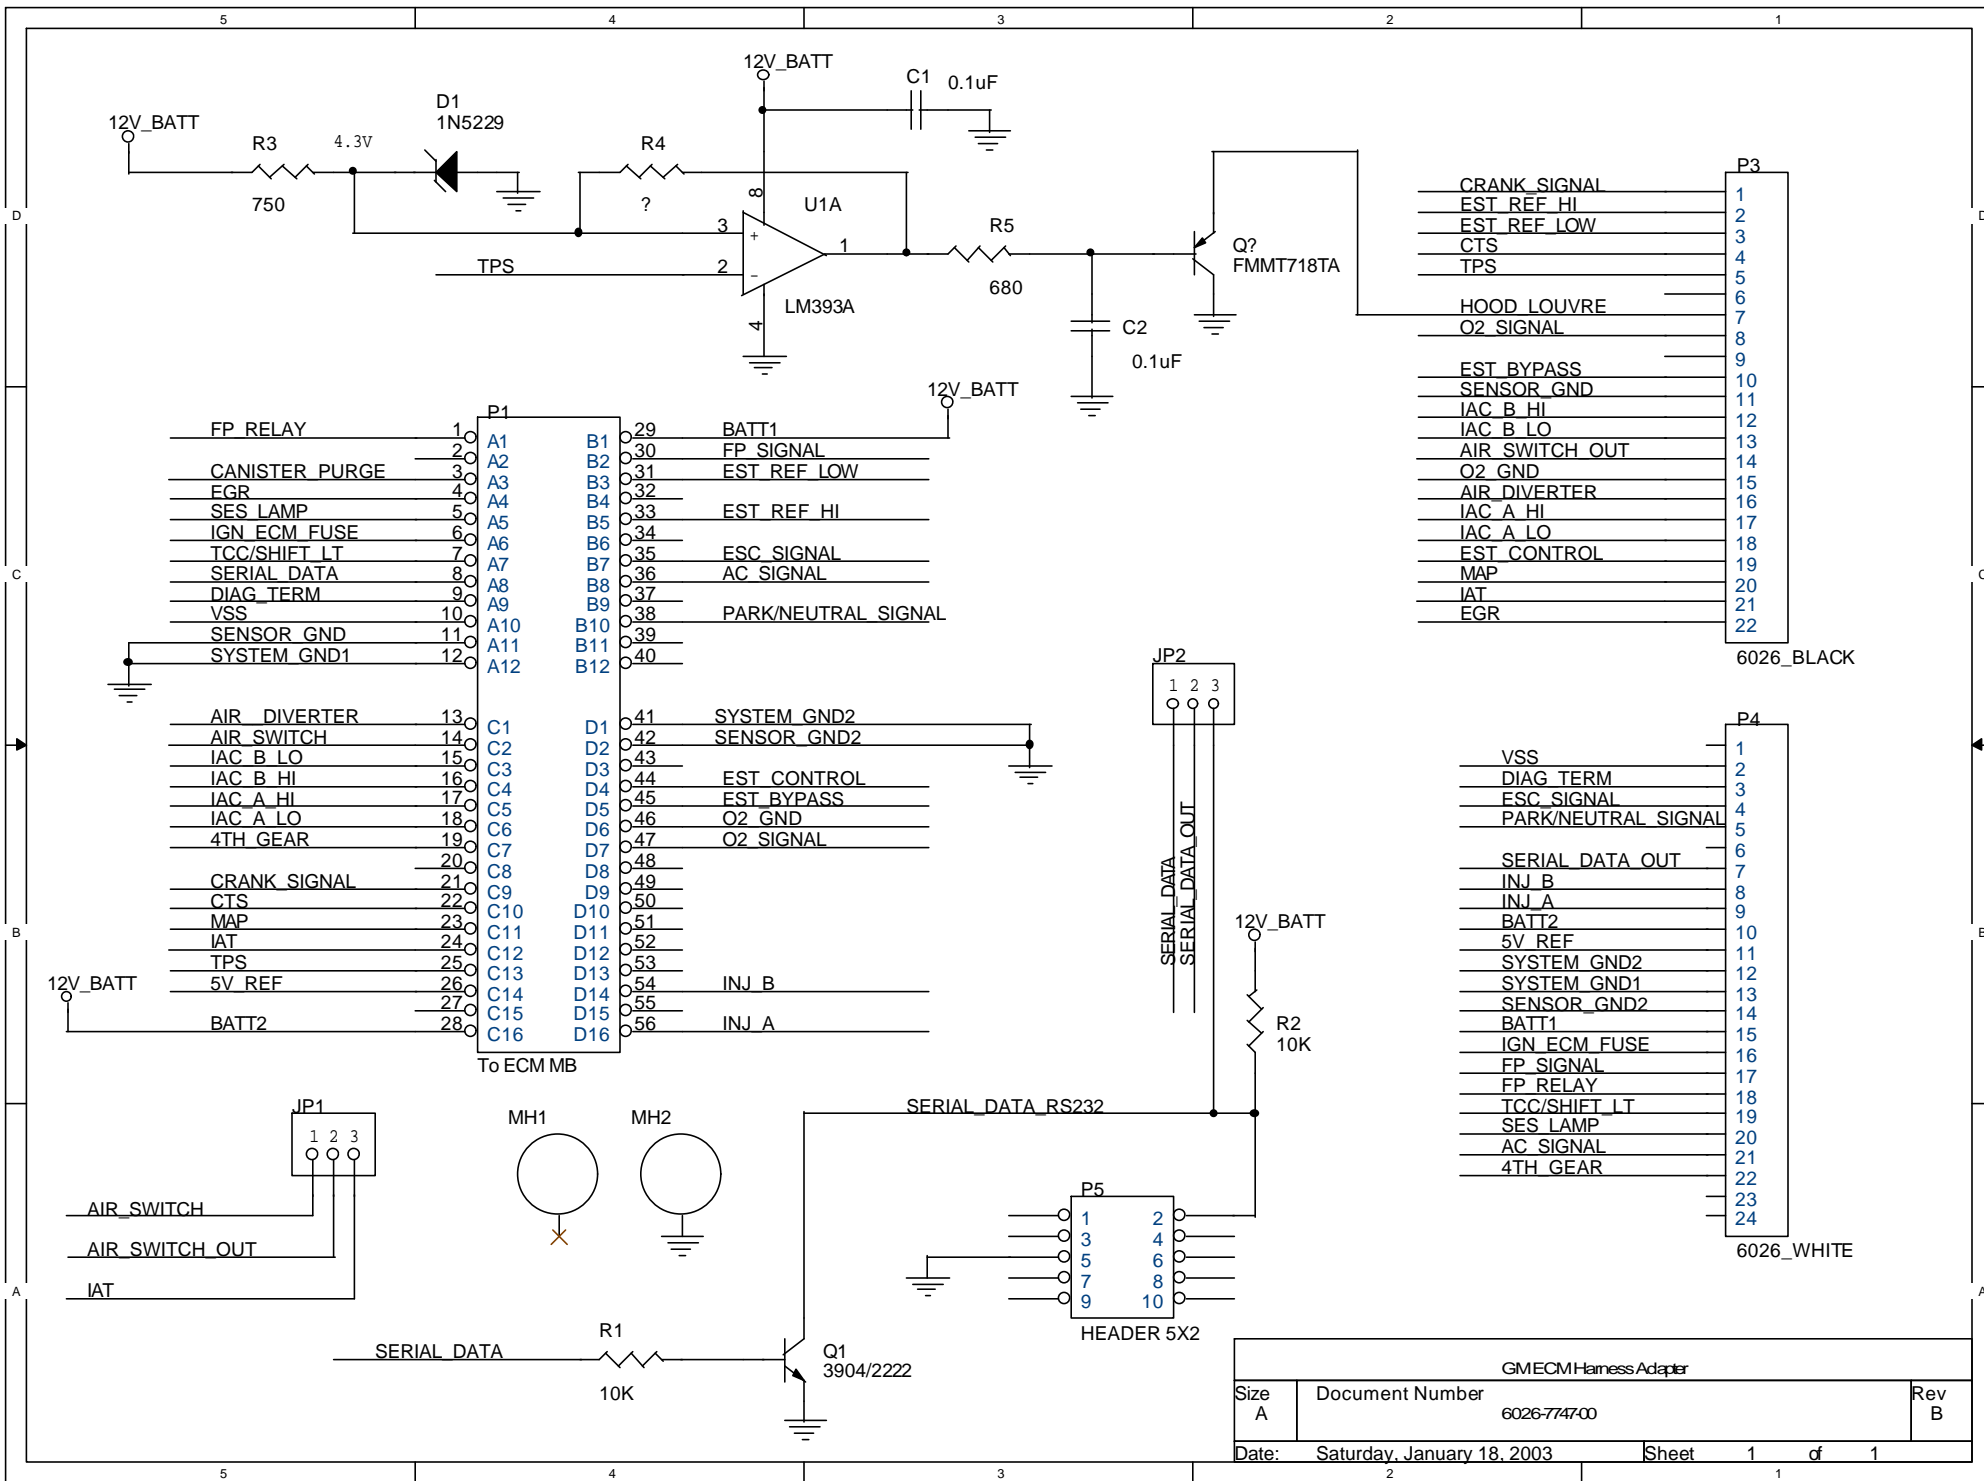 5 4 3 2 1
D
C
B
A
D
C
B
A
12V_BATT
R3
750
4.3V
D1
1N5229
12V_BATT
C1 0.1uF
R4
?
8
U1A
3
+
2
-
1
4
LM393A
TPS
R5
680
C2
0.1uF
Q?
FMMT718TA
P3
CRANK_SIGNAL 1
EST_REF_HI 2
EST_REF_LOW 3
CTS 4
TPS 5
6
HOOD_LOUVRE 7
O2_SIGNAL 8
9
EST_BYPASS 10
SENSOR_GND 11
IAC_B_HI 12
IAC_B_LO 13
AIR_SWITCH_OUT 14
O2_GND 15
AIR_DIVERTER 16
IAC_A_HI 17
IAC_A_LO 18
EST_CONTROL 19
MAP 20
IAT 21
EGR 22
6026_BLACK
12V_BATT
P1
FP_RELAY 1 A1 B1 29 BATT1
2 A2 B2 30 FP_SIGNAL
CANISTER_PURGE 3 A3 B3 31 EST_REF_LOW
EGR 4 A4 B4 32
SES_LAMP 5 A5 B5 33 EST_REF_HI
IGN_ECM_FUSE 6 A6 B6 34
TCC/SHIFT_LT 7 A7 B7 35 ESC_SIGNAL
SERIAL_DATA 8 A8 B8 36 AC_SIGNAL
DIAG_TERM 9 A9 B9 37
VSS 10 A10 B10 38 PARK/NEUTRAL_SIGNAL
SENSOR_GND 11 A11 B11 39
SYSTEM_GND1 12 A12 B12 40
AIR__DIVERTER 13 C1 D1 41 SYSTEM_GND2
AIR_SWITCH 14 C2 D2 42 SENSOR_GND2
IAC_B_LO 15 C3 D3 43
IAC_B_HI 16 C4 D4 44 EST_CONTROL
IAC_A_HI 17 C5 D5 45 EST_BYPASS
IAC_A_LO 18 C6 D6 46 O2_GND
4TH_GEAR 19 C7 D7 47 O2_SIGNAL
20 C8 D8 48
CRANK_SIGNAL 21 C9 D9 49
CTS 22 C10 D10 50
MAP 23 C11 D11 51
IAT 24 C12 D12 52
TPS 25 C13 D13 53
5V_REF 26 C14 D14 54 INJ_B
27 C15 D15 55
BATT2 28 C16 D16 56 INJ_A
12V_BATT
To ECM MB
JP2
1 2 3
SERIAL_DATA
SERIAL_DATA_OUT
12V_BATT
R2
10K
P4
1
VSS 2
DIAG_TERM 3
ESC_SIGNAL 4
PARK/NEUTRAL_SIGNAL 5
6
SERIAL_DATA_OUT 7
INJ_B 8
INJ_A 9
BATT2 10
5V_REF 11
SYSTEM_GND2 12
SYSTEM_GND1 13
SENSOR_GND2 14
BATT1 15
IGN_ECM_FUSE 16
FP_SIGNAL 17
FP_RELAY 18
TCC/SHIFT_LT 19
SES_LAMP 20
AC_SIGNAL 21
4TH_GEAR 22
23
24
6026_WHITE
JP1
1 2 3
AIR_SWITCH
AIR_SWITCH_OUT
IAT
MH1
MH2
SERIAL_DATA_RS232
P5
1 2
3 4
5 6
7 8
9 10
HEADER 5X2
SERIAL_DATA
R1
10K
Q1
3904/2222
GM ECM Harness Adapter
Size
A
Document Number
6026-7747-00
Rev
B
Date: Saturday, January 18, 2003 Sheet 1 of 1
5 4 3 2 1